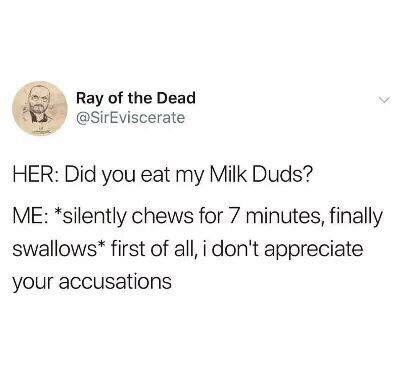 Ray of the Dead
@SirEviscerate
HER: Did you eat my Milk Duds?
ME: *silently chews for 7 minutes, finally
swallows* first of all, i don't appreciate
your accusations